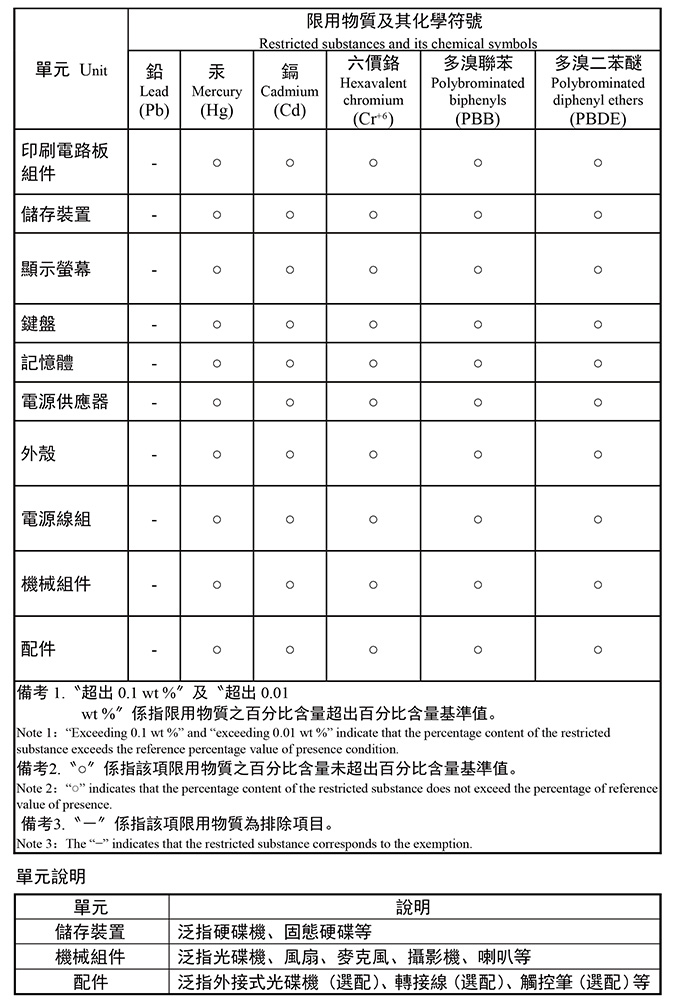 限用物質及其化學符號
Restricted substances and its chemical symbols
單元 Unit
鉛
Lead
(Pb)
汞
Mercury
(Hg)
鎘
Cadmium
(Cd)
六價鉻
Hexavalent
chromium
(Cr⁺⁶)
多溴聯苯
Polybrominated
biphenyls
(PBB)
多溴二苯醚
Polybrominated
diphenyl ethers
(PBDE)
印刷電路板
組件
- ○ ○ ○ ○ ○
儲存裝置 - ○ ○ ○ ○ ○
顯示螢幕 - ○ ○ ○ ○ ○
鍵盤 - ○ ○ ○ ○ ○
記憶體 - ○ ○ ○ ○ ○
電源供應器 - ○ ○ ○ ○ ○
外殼 - ○ ○ ○ ○ ○
電源線組 - ○ ○ ○ ○ ○
機械組件 - ○ ○ ○ ○ ○
配件 - ○ ○ ○ ○ ○
備考 1.〝超出 0.1 wt %〞及〝超出 0.01
wt %〞係指限用物質之百分比含量超出百分比含量基準值。
Note 1：“Exceeding 0.1 wt %” and “exceeding 0.01 wt %” indicate that the percentage content of the restricted
substance exceeds the reference percentage value of presence condition.
備考2.〝○〞係指該項限用物質之百分比含量未超出百分比含量基準值。
Note 2：“○” indicates that the percentage content of the restricted substance does not exceed the percentage of reference
value of presence.
備考3.〝－〞係指該項限用物質為排除項目。
Note 3：The “−” indicates that the restricted substance corresponds to the exemption.
單元說明
單元 說明
儲存裝置 泛指硬碟機、固態硬碟等
機械組件 泛指光碟機、風扇、麥克風、攝影機、喇叭等
配件 泛指外接式光碟機（選配）、轉接線（選配）、觸控筆（選配）等